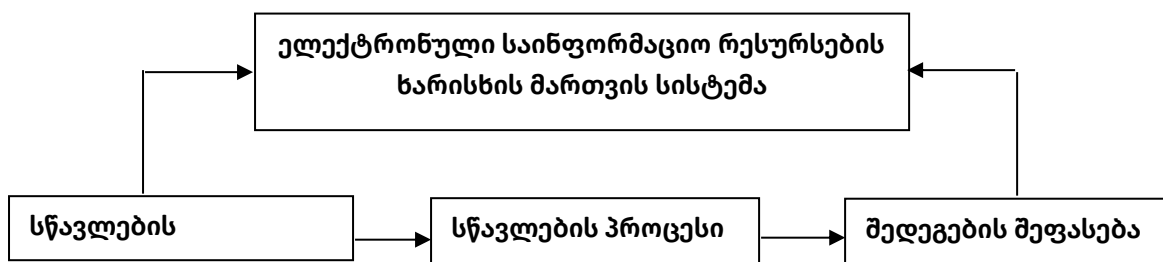 ელექტრონული საინფორმაციო რესურსების
ხარისხის მართვის სისტემა
სწავლების
სწავლების პროცესი
შედეგების შეფასება